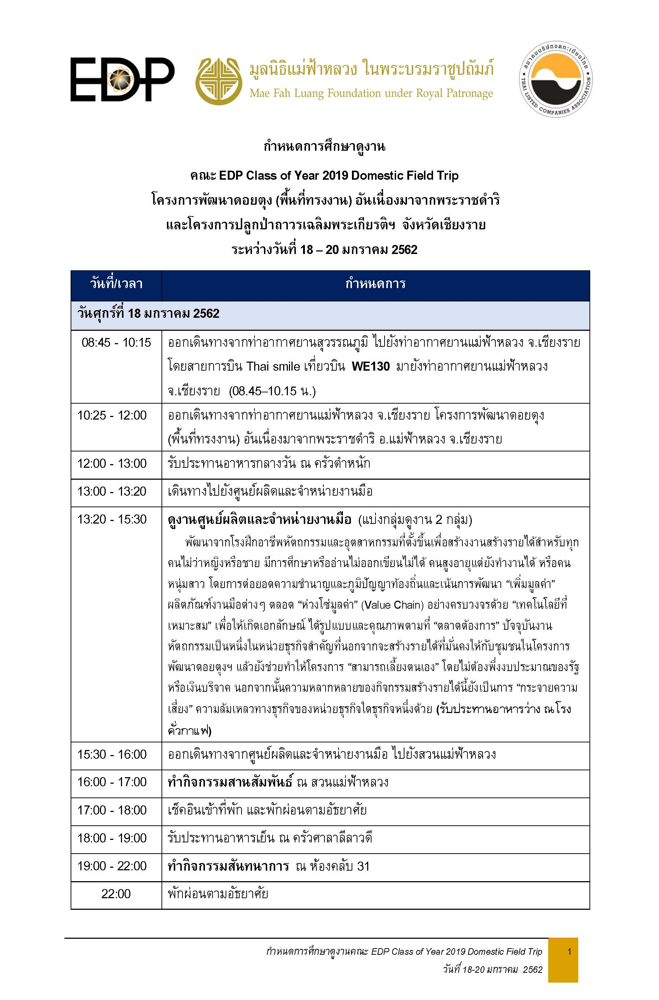 EDP
มูลนิธิแม่ฟ้าหลวง ในพระบรมราชูปถัมภ์
Mae Fah Luang Foundation under Royal Patronage
• สมาคมบริษัทจดทะเบียนไทย •
THAI LISTED COMPANIES ASSOCIATION
กำหนดการศึกษาดูงาน
คณะ EDP Class of Year 2019 Domestic Field Trip
โครงการพัฒนาดอยตุง (พื้นที่ทรงงาน) อันเนื่องมาจากพระราชดำริ
และโครงการปลูกป่าถาวรเฉลิมพระเกียรติฯ จังหวัดเชียงราย
ระหว่างวันที่ 18 – 20 มกราคม 2562
วันที่/เวลา กำหนดการ
วันศุกร์ที่ 18 มกราคม 2562
08:45 - 10:15 ออกเดินทางจากท่าอากาศยานสุวรรณภูมิ ไปยังท่าอากาศยานแม่ฟ้าหลวง จ.เชียงราย
โดยสายการบิน Thai smile เที่ยวบิน WE130 มายังท่าอากาศยานแม่ฟ้าหลวง
จ.เชียงราย (08.45–10.15 น.)
10:25 - 12:00 ออกเดินทางจากท่าอากาศยานแม่ฟ้าหลวง จ.เชียงราย โครงการพัฒนาดอยตุง
(พื้นที่ทรงงาน) อันเนื่องมาจากพระราชดำริ อ.แม่ฟ้าหลวง จ.เชียงราย
12:00 - 13:00 รับประทานอาหารกลางวัน ณ ครัวตำหนัก
13:00 - 13:20 เดินทางไปยังศูนย์ผลิตและจำหน่ายงานมือ
13:20 - 15:30 ดูงานศูนย์ผลิตและจำหน่ายงานมือ (แบ่งกลุ่มดูงาน 2 กลุ่ม)
พัฒนาจากโรงฝึกอาชีพหัตถกรรมและอุตสาหกรรมที่ตั้งขึ้นเพื่อสร้างงานสร้างรายได้สำหรับทุก
คนไม่ว่าหญิงหรือชาย มีการศึกษาหรืออ่านไม่ออกเขียนไม่ได้ คนสูงอายุแต่ยังทำงานได้ หรือคน
หนุ่มสาว โดยการต่อยอดความชำนาญและภูมิปัญญาท้องถิ่นและเน้นการพัฒนา “เพิ่มมูลค่า”
ผลิตภัณฑ์งานมือต่างๆ ตลอด “ห่วงโซ่มูลค่า” (Value Chain) อย่างครบวงจรด้วย “เทคโนโลยีที่
เหมาะสม” เพื่อให้เกิดเอกลักษณ์ ได้รูปแบบและคุณภาพตามที่ “ตลาดต้องการ” ปัจจุบันงาน
หัตถกรรมเป็นหนึ่งในหน่วยธุรกิจสำคัญที่นอกจากจะสร้างรายได้ที่มั่นคงให้กับชุมชนในโครงการ
พัฒนาดอยตุงฯ แล้วยังช่วยทำให้โครงการ “สามารถเลี้ยงตนเอง” โดยไม่ต้องพึ่งงบประมาณของรัฐ
หรือเงินบริจาค นอกจากนั้นความหลากหลายของกิจกรรมสร้างรายได้นี้ยังเป็นการ “กระจายความ
เสี่ยง” ความล้มเหลวทางธุรกิจของหน่วยธุรกิจใดธุรกิจหนึ่งด้วย (รับประทานอาหารว่าง ณโรง
คั่วกาแฟ)
15:30 - 16:00 ออกเดินทางจากศูนย์ผลิตและจำหน่ายงานมือ ไปยังสวนแม่ฟ้าหลวง
16:00 - 17:00 ทำกิจกรรมสานสัมพันธ์ ณ สวนแม่ฟ้าหลวง
17:00 - 18:00 เช็คอินเข้าที่พัก และพักผ่อนตามอัธยาศัย
18:00 - 19:00 รับประทานอาหารเย็น ณ ครัวศาลาลีลาวดี
19:00 - 22:00 ทำกิจกรรมสันทนาการ ณ ห้องคลับ 31
22:00 พักผ่อนตามอัธยาศัย
กำหนดการศึกษาดูงานคณะ EDP Class of Year 2019 Domestic Field Trip 1
วันที่ 18-20 มกราคม 2562